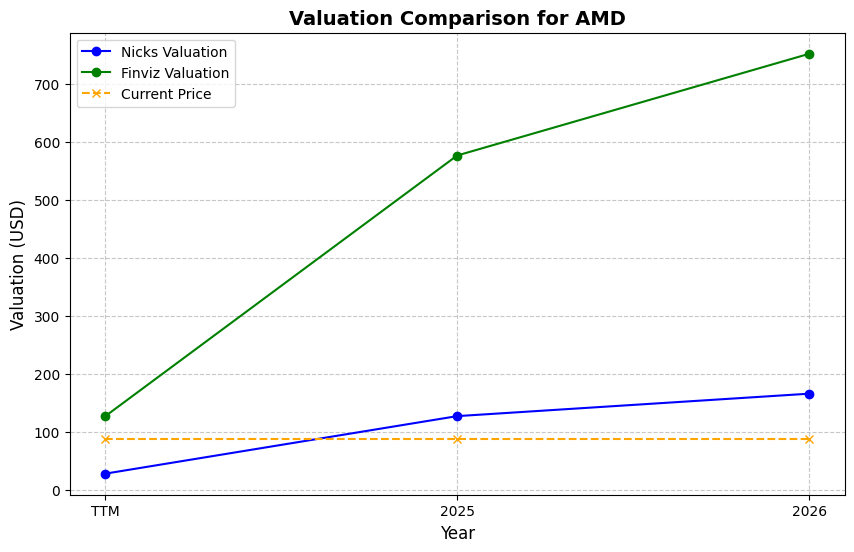 Valuation Comparison for AMD
Nicks Valuation
Finviz Valuation
Current Price
Valuation (USD)
700
600
500
400
300
200
100
0
TTM 2025 2026
Year